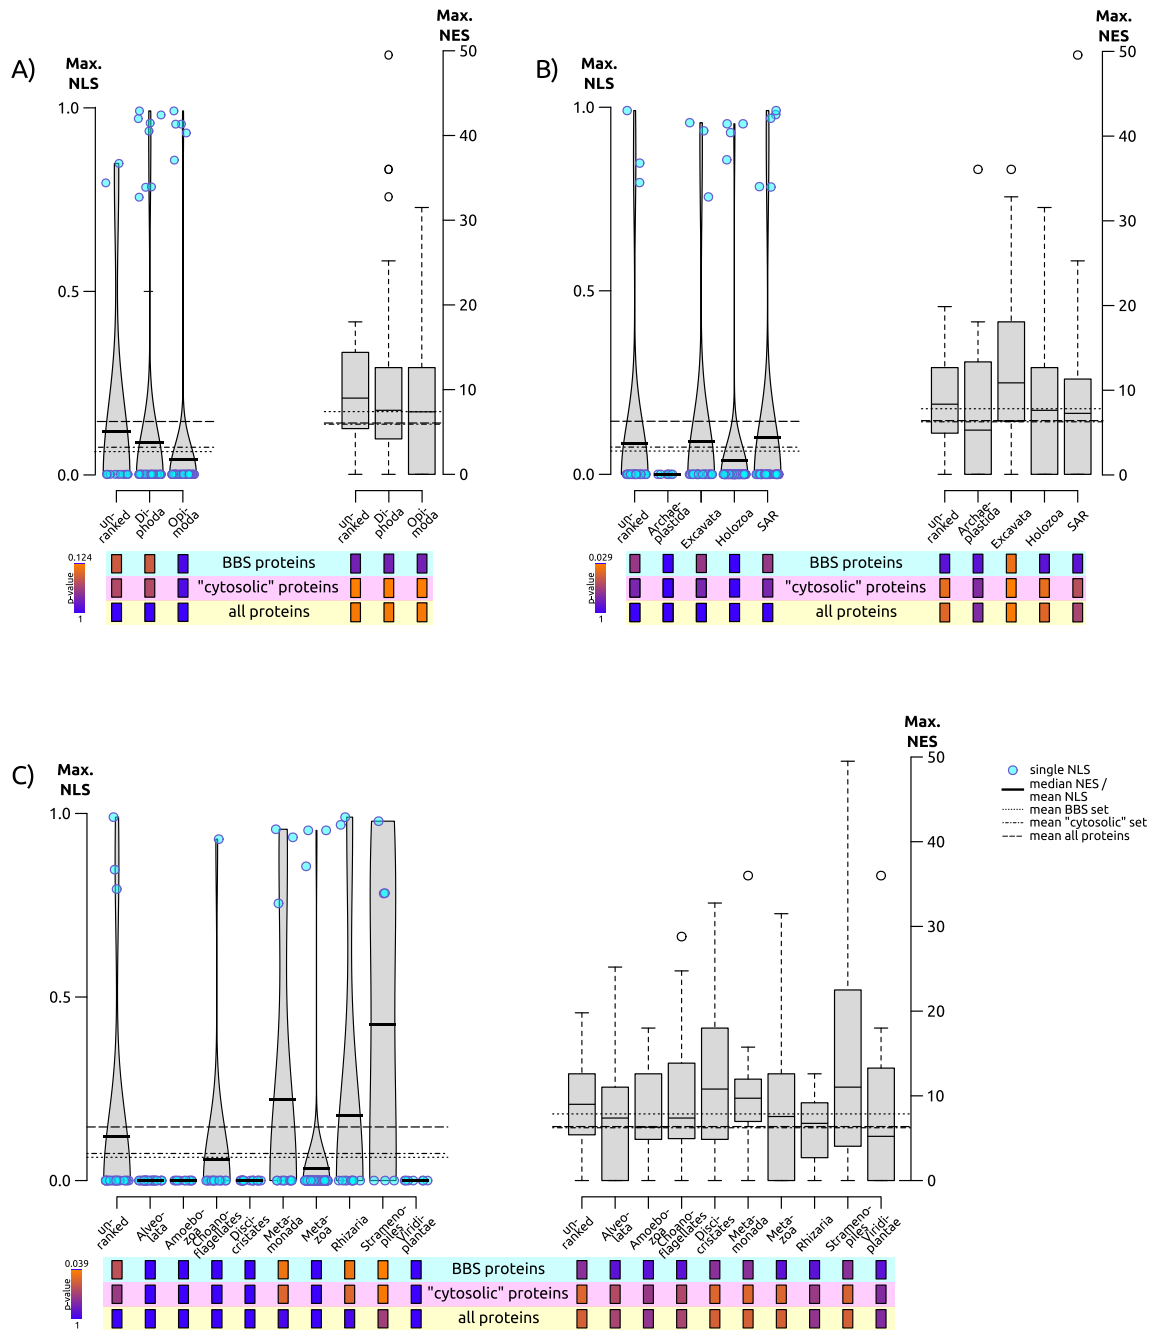 A)
Max.
NLS
1.0
0.5
0.0
un-
ranked
Di-
phoda
Opi-
moda
Max.
NES
50
40
30
20
10
0
un-
ranked
Di-
phoda
Opi-
moda
0.124
p-value
1
BBS proteins
"cytosolic" proteins
all proteins
B)
Max.
NLS
1.0
0.5
0.0
un-
ranked
Archae-
plastida
Excavata
Holozoa
SAR
Max.
NES
50
40
30
20
10
0
un-
ranked
Archae-
plastida
Excavata
Holozoa
SAR
0.029
p-value
1
BBS proteins
"cytosolic" proteins
all proteins
C)
Max.
NLS
1.0
0.5
0.0
un-
ranked
Alveo-
lata
Amoebo-
zoa
Choano-
flagellates
Disci-
cristates
Meta-
monada
Meta-
zoa
Rhizaria
Strameno-
piles
Viridi-
plantae
Max.
NES
50
40
30
20
10
0
un-
ranked
Alveo-
lata
Amoebo-
zoa
Choano-
flagellates
Disci-
cristates
Meta-
monada
Meta-
zoa
Rhizaria
Strameno-
piles
Viridi-
plantae
0.039
p-value
1
BBS proteins
"cytosolic" proteins
all proteins
single NLS
median NES /
mean NLS
mean BBS set
mean "cytosolic" set
mean all proteins